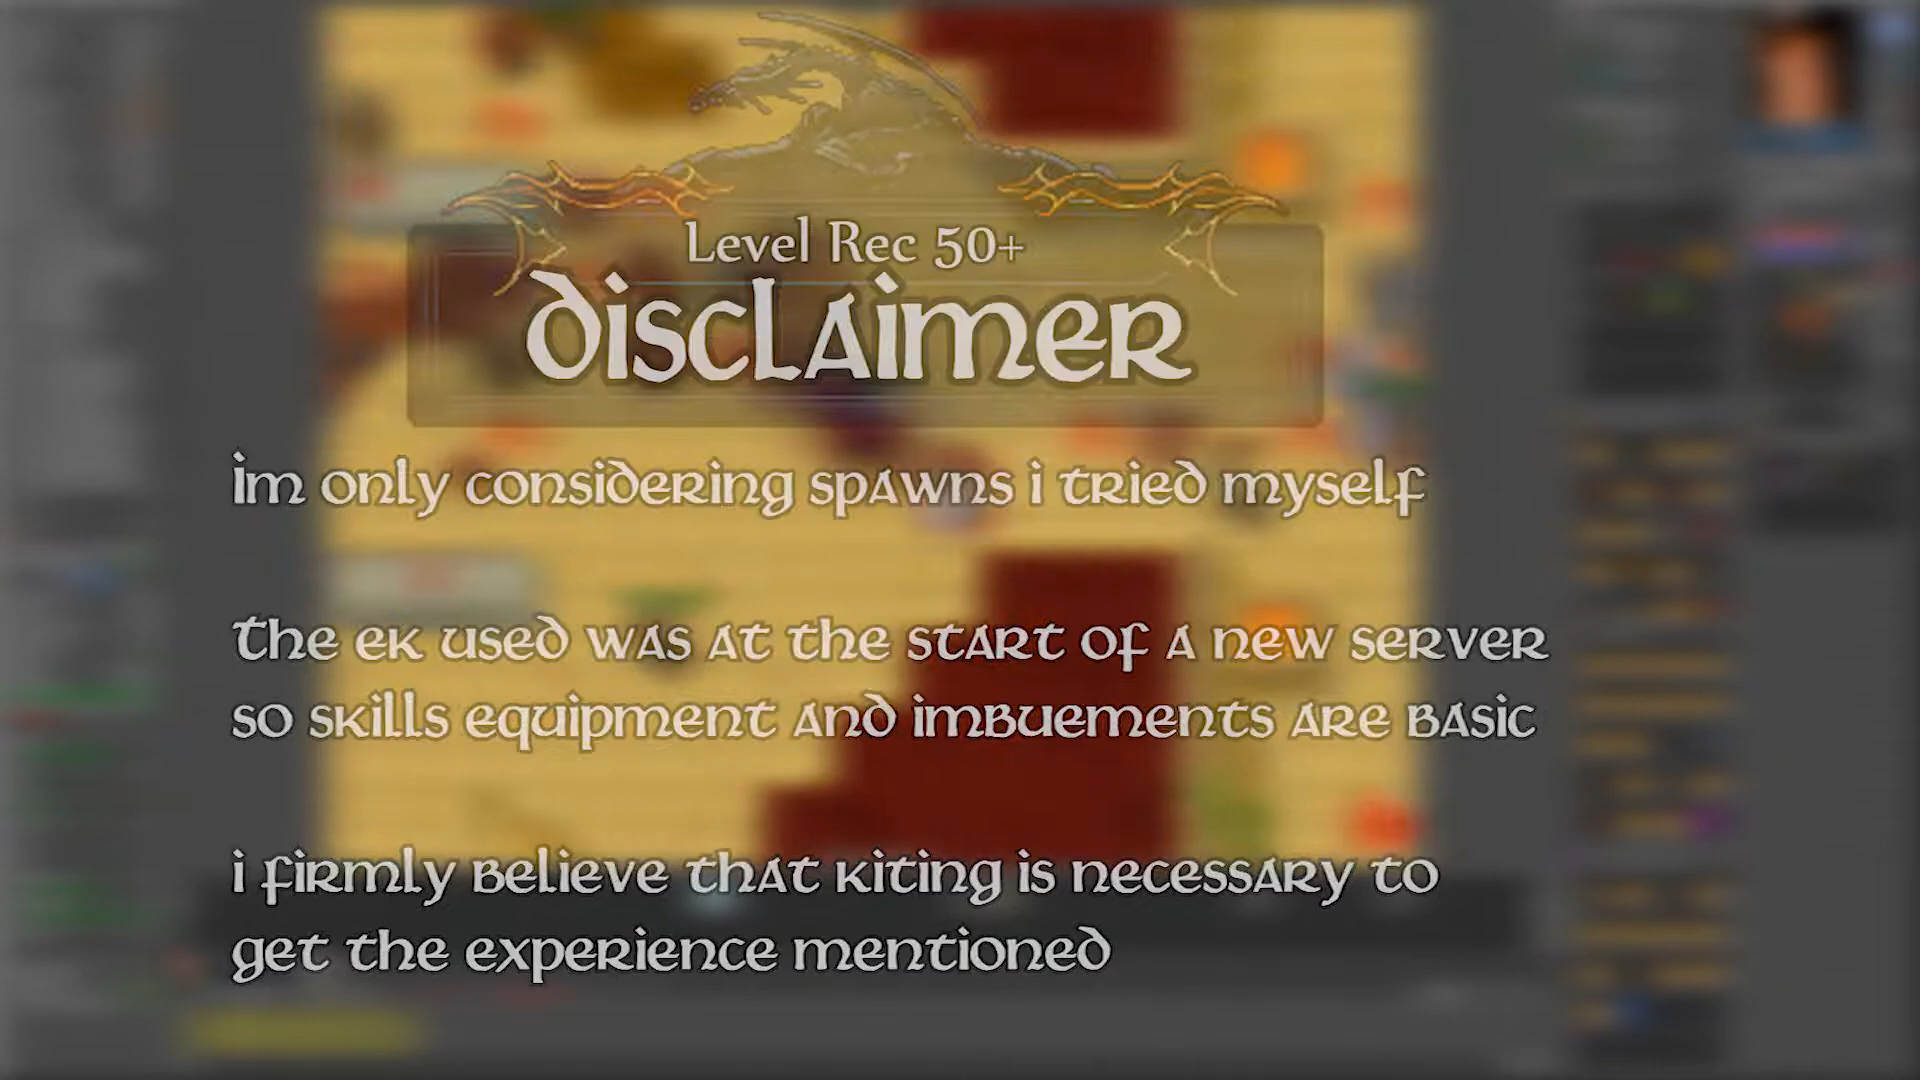 Level Rec 50+
Disclaimer
Im only considering spawns i tried myself
The ek used was at the start of a new server
so skills equipment and imbuements are basic
i firmly believe that kiting is necessary to
get the experience mentioned